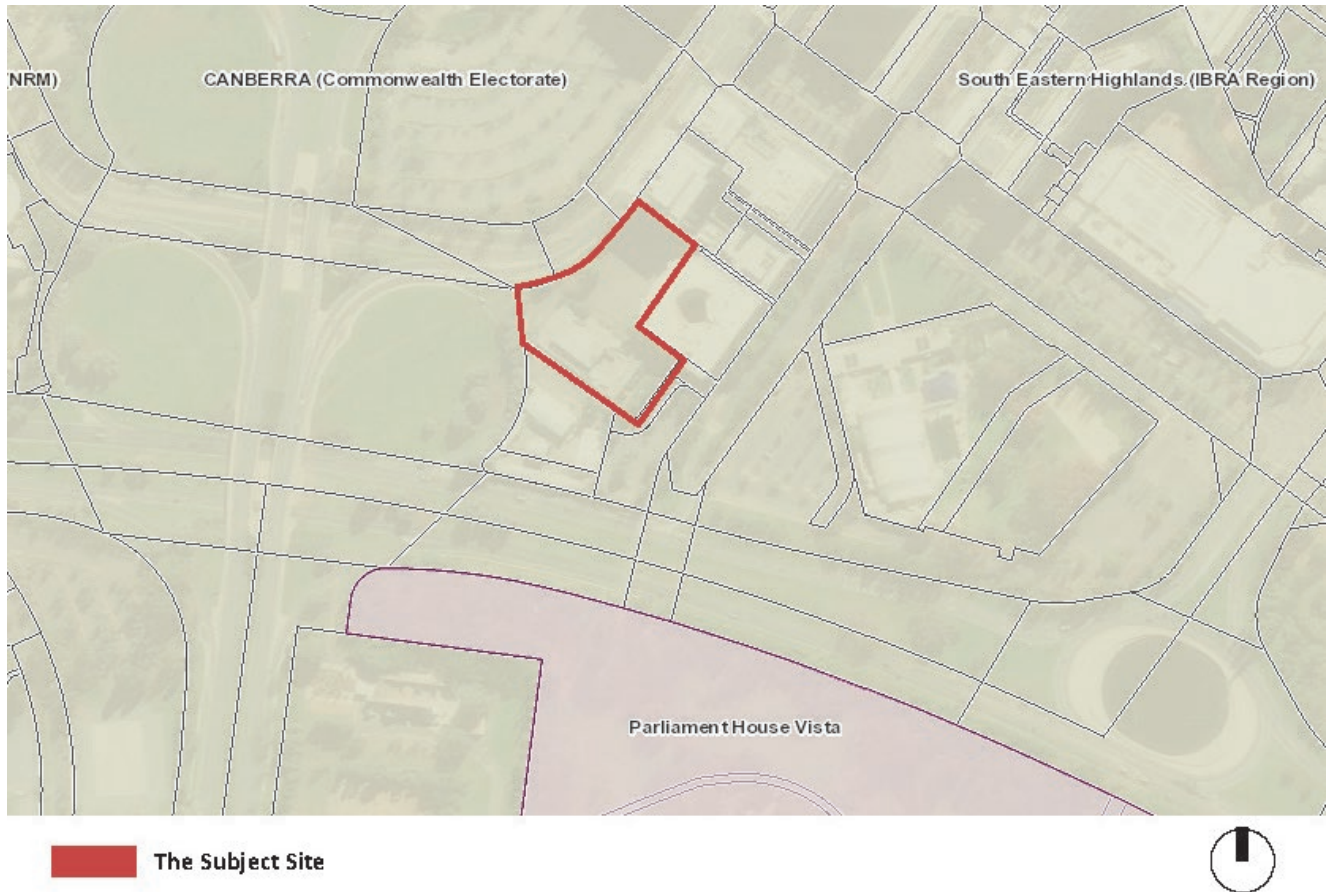 NRM)
CANBERRA (Commonwealth Electorate)
South Eastern Highlands (IBRA Region)
Parliament House Vista
The Subject Site